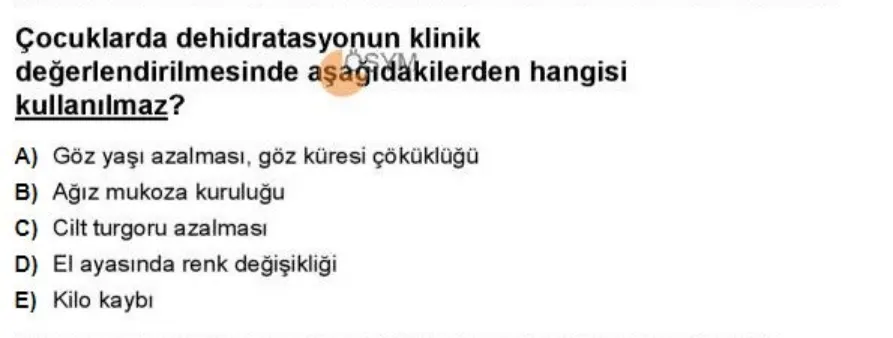 Çocuklarda dehidratasyonun klinik
değerlendirilmesinde aşağıdakilerden hangisi
kullanılmaz?
ÖSYM
A) Göz yaşı azalması, göz küresi çöküklüğü
B) Ağız mukoza kuruluğu
C) Cilt turgoru azalması
D) El ayasında renk değişikliği
E) Kilo kaybı